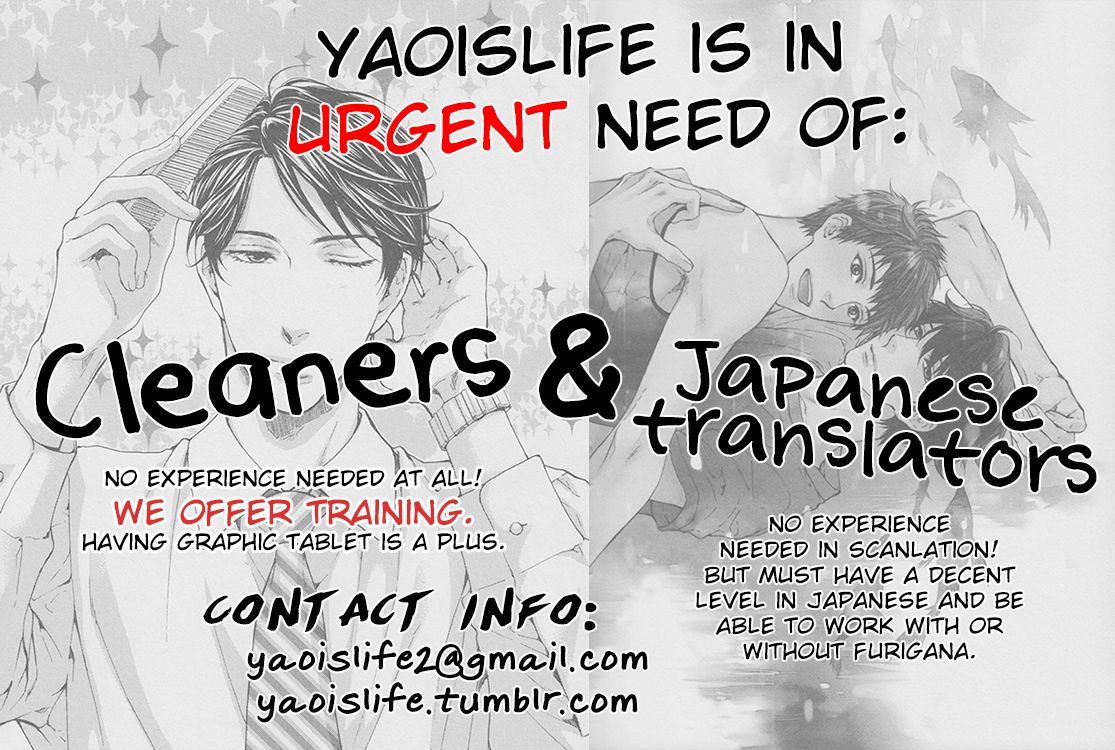 YAOISLIFE IS IN
URGENT NEED OF:
Cleaners &
Japanese
translators
NO EXPERIENCE NEEDED AT ALL!
WE OFFER TRAINING.
HAVING GRAPHIC TABLET IS A PLUS.
NO EXPERIENCE
NEEDED IN SCANLATION!
BUT MUST HAVE A DECENT
LEVEL IN JAPANESE AND BE
ABLE TO WORK WITH OR
WITHOUT FURIGANA.
CONTACT INFO:
yaoislife2@gmail.com
yaoislife.tumblr.com